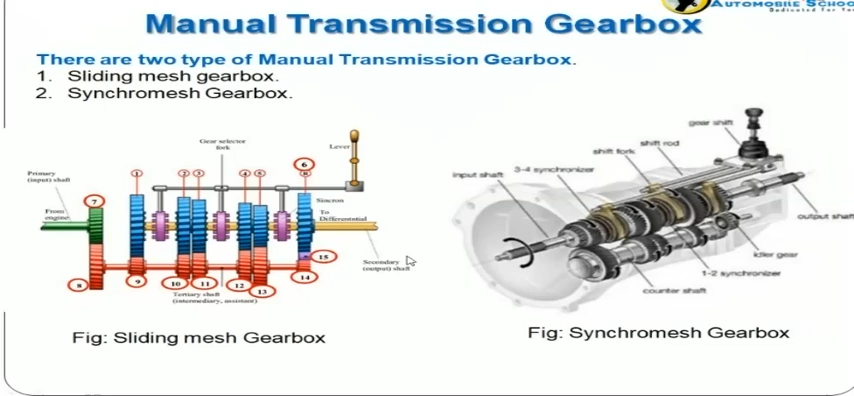 AUTOMOBILE SCHOO
Dedicated For
Manual Transmission Gearbox
There are two type of Manual Transmission Gearbox.
1. Sliding mesh gearbox.
2. Synchromesh Gearbox.
Gear selector
fork
Lever
6
Primary
(input) shaft
1
2
3
4
5
R
7
Sincron
From
engine
To
Differentntial
15
Secondary
(output) shaft
8
9
10
11
12
13
14
Tertiary shaft
(intermediary, assistant)
Fig: Sliding mesh Gearbox
gear shift
shift rod
shift fork
3-4 synchronizer
input shaft
output shaft
idler gear
1-2 synchronizer
counter shaft
Fig: Synchromesh Gearbox